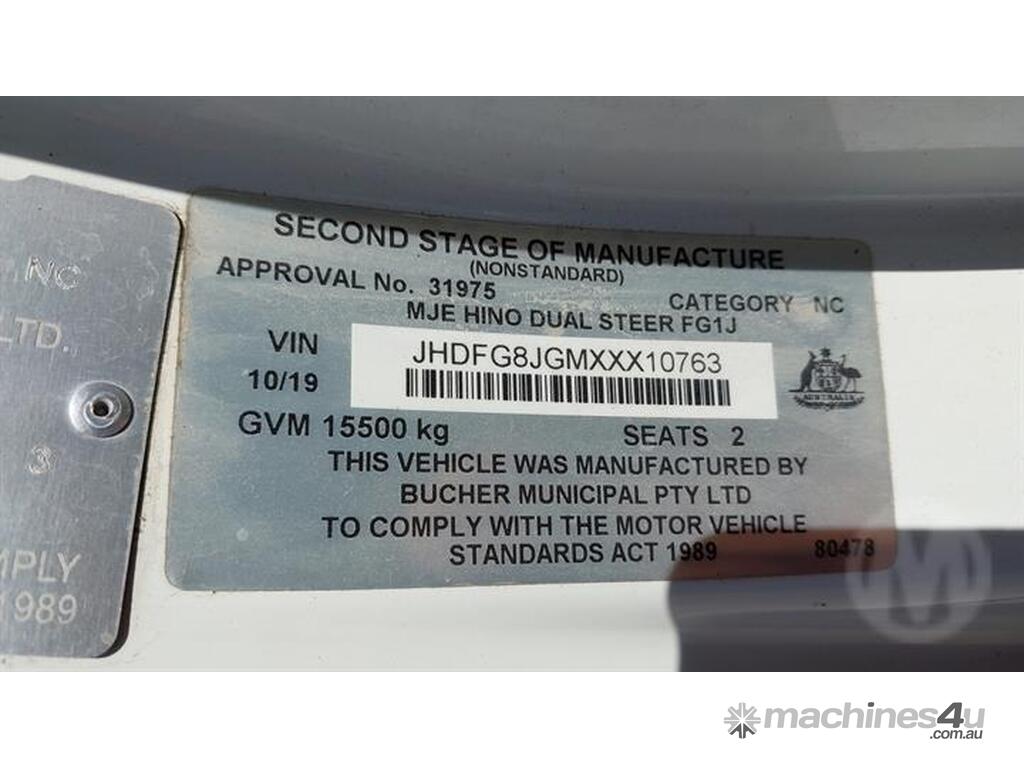 NC
LTD.
3
MPLY
1989
SECOND STAGE OF MANUFACTURE
(NONSTANDARD)
APPROVAL No. 31975 CATEGORY NC
MJE HINO DUAL STEER FG1J
VIN JHDFG8JGMXXX10763
10/19
AUSTRALIA
GVM 15500 kg SEATS 2
THIS VEHICLE WAS MANUFACTURED BY
BUCHER MUNICIPAL PTY LTD
TO COMPLY WITH THE MOTOR VEHICLE
STANDARDS ACT 1989 80478
M
machines4u
.com.au